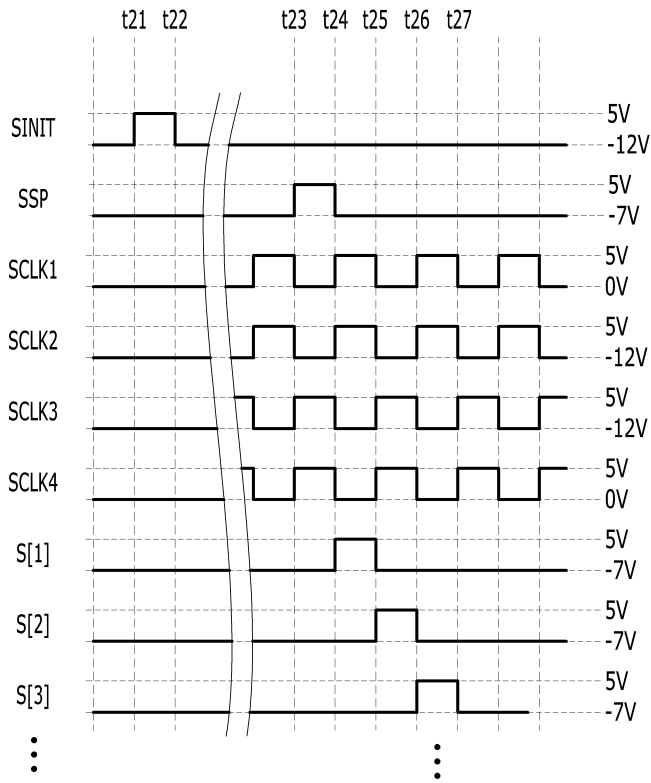 t21 t22 t23 t24 t25 t26 t27
SINIT 5V
-12V
SSP 5V
-7V
SCLK1 5V
0V
SCLK2 5V
-12V
SCLK3 5V
-12V
SCLK4 5V
0V
S[1] 5V
-7V
S[2] 5V
-7V
S[3] 5V
-7V